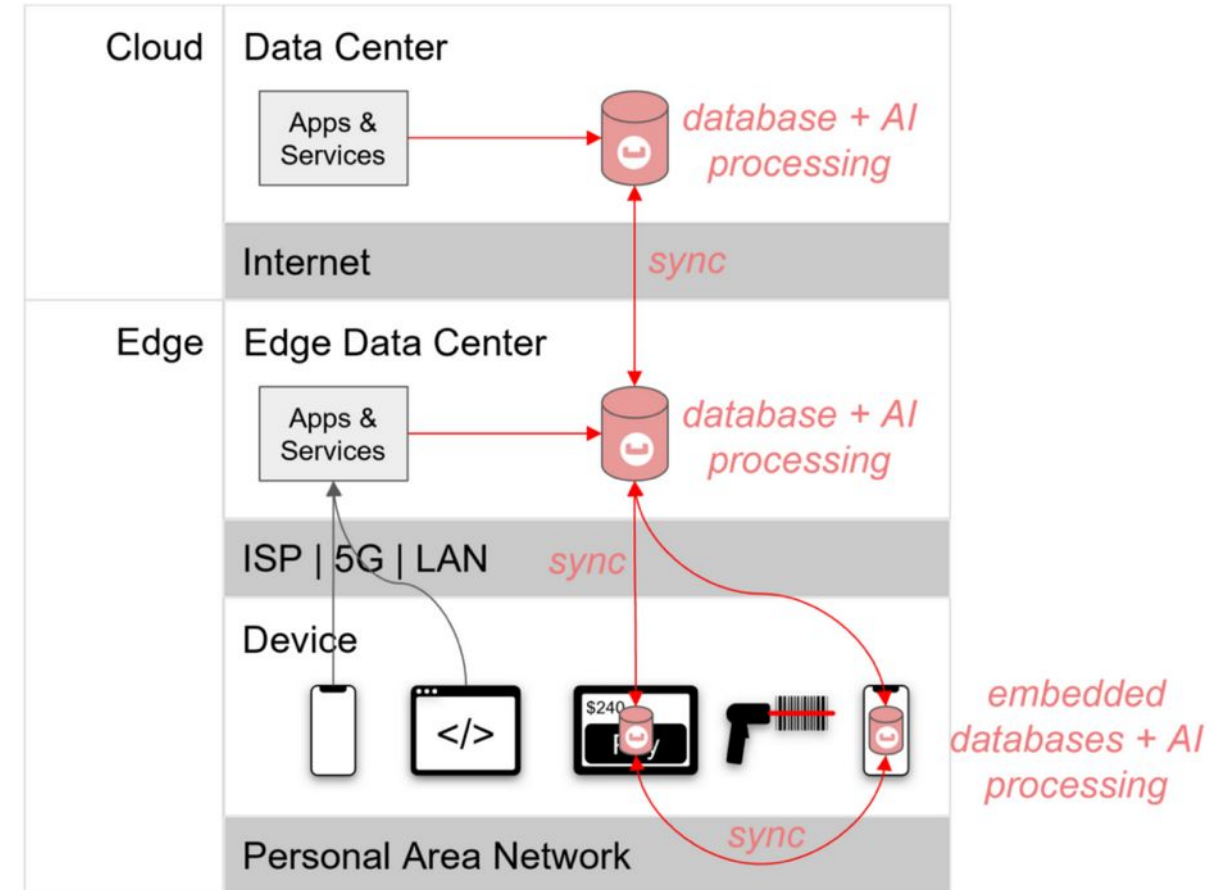 Cloud
Data Center
Apps &
Services
database + AI
processing
Internet
sync
Edge
Edge Data Center
Apps &
Services
database + AI
processing
ISP | 5G | LAN
sync
Device
$240
</>
embedded
databases + AI
processing
sync
Personal Area Network